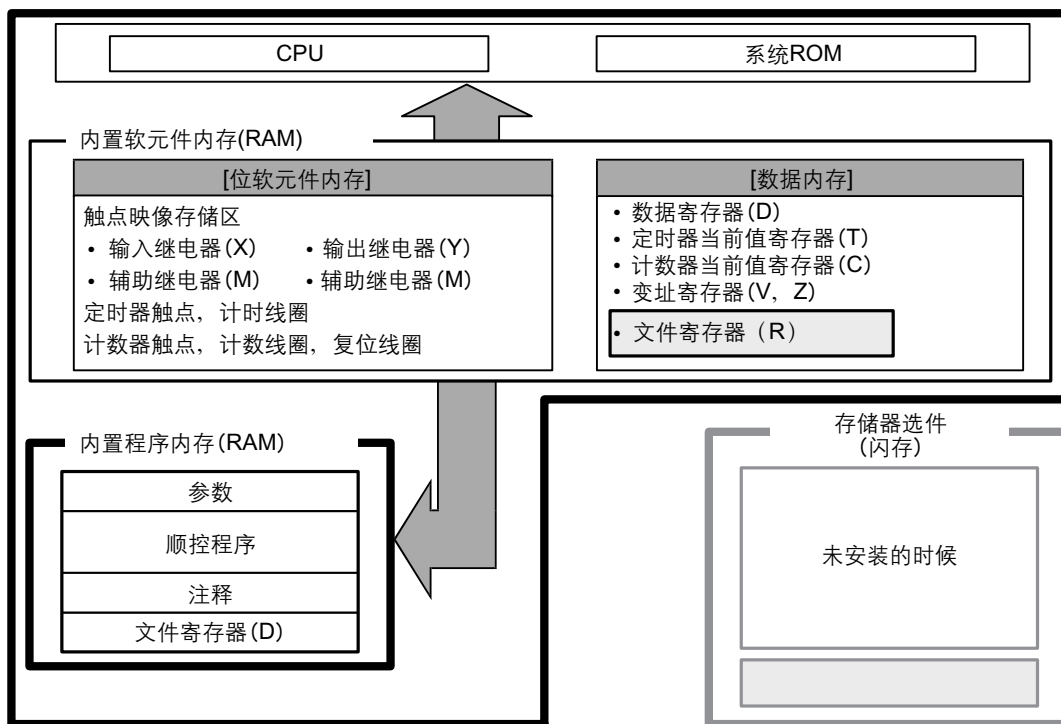 CPU
系统ROM
内置软元件内存(RAM)
[位软元件内存]
触点映像存储区
• 输入继电器(X) • 输出继电器(Y)
• 辅助继电器(M) • 辅助继电器(M)
定时器触点，计时线圈
计数器触点，计数线圈，复位线圈
[数据内存]
• 数据寄存器(D)
• 定时器当前值寄存器(T)
• 计数器当前值寄存器(C)
• 变址寄存器(V，Z)
• 文件寄存器（R）
内置程序内存(RAM)
参数
顺控程序
注释
文件寄存器(D)
存储器选件
(闪存)
未安装的时候